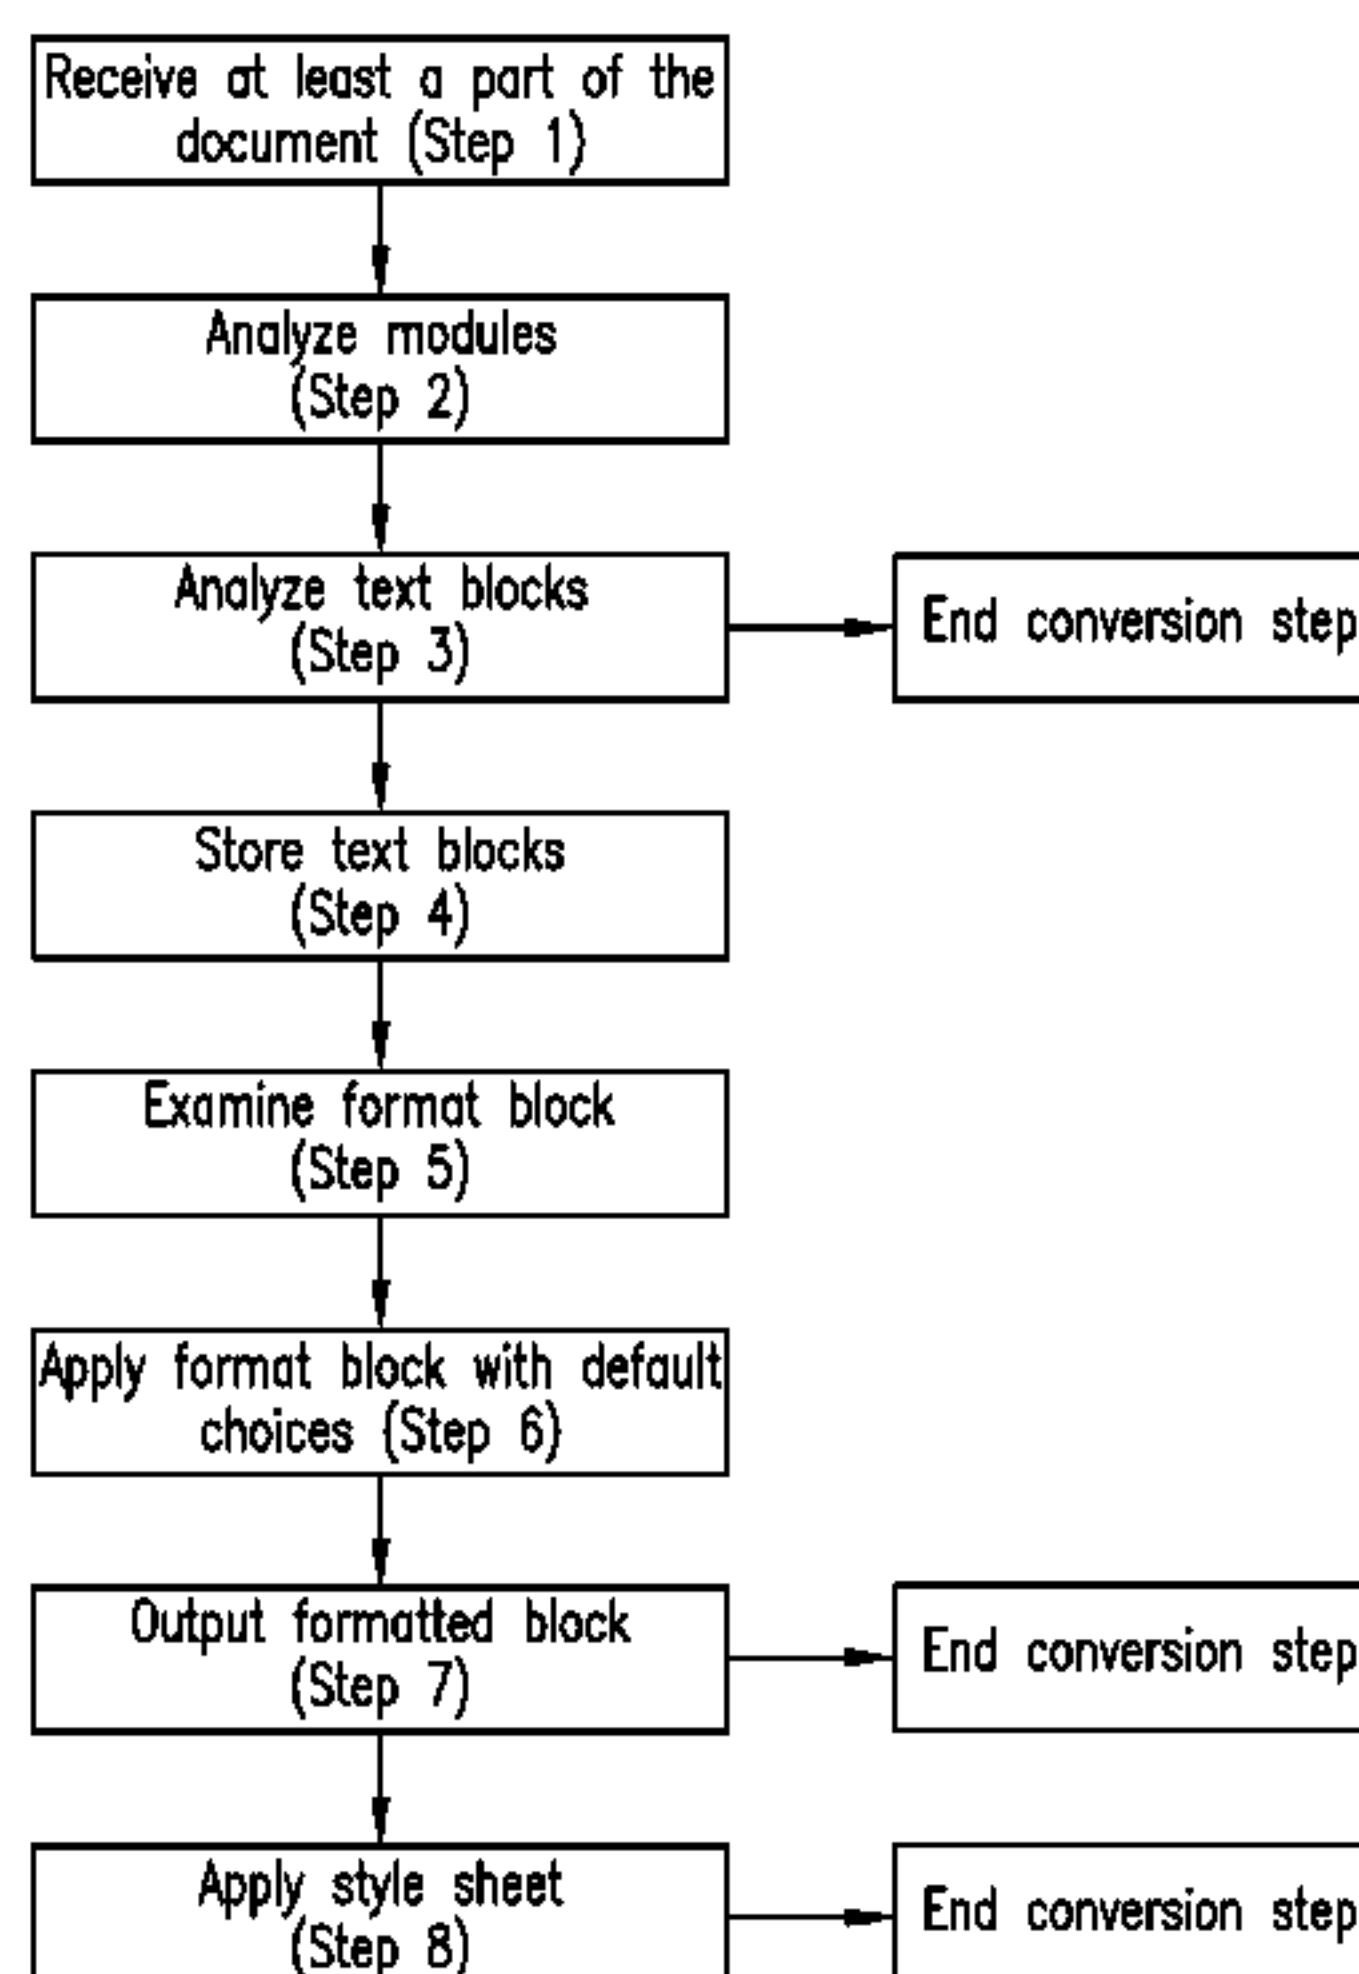 Receive at least a part of the
document (Step 1)
Analyze modules
(Step 2)
Analyze text blocks
(Step 3)
End conversion step
Store text blocks
(Step 4)
Examine format block
(Step 5)
Apply format block with default
choices (Step 6)
Output formatted block
(Step 7)
End conversion step
Apply style sheet
(Step 8)
End conversion step